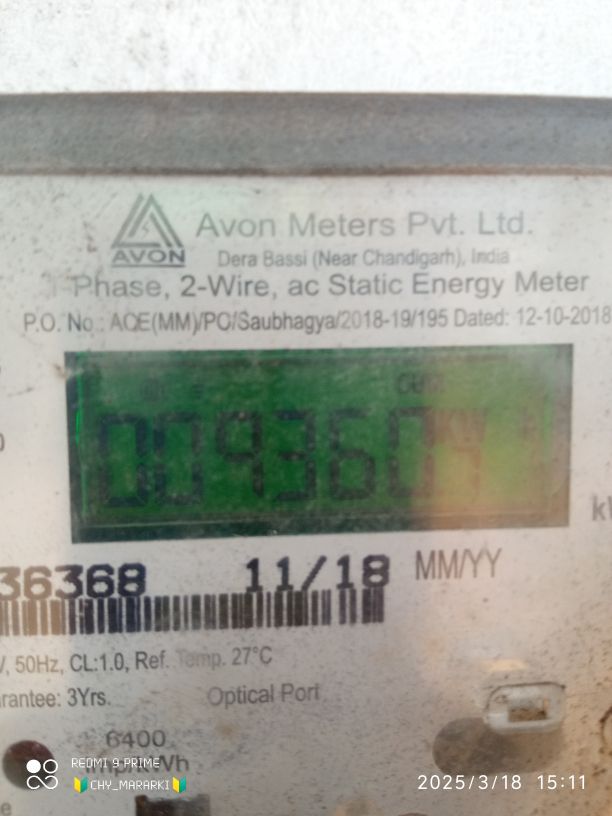 AVON
Avon Meters Pvt. Ltd.
Dera Bassi (Near Chandigarh), India
Phase, 2-Wire, ac Static Energy Meter
P.O. No.: ACE(MM)/PC/Saubhagya/2018-19/195 Dated: 12-10-2018
009360
36368 11/18 MM/YY
50Hz, CL:1.0, Ref. Temp. 27°C
3Yrs. Optical Port
6400
imp/kWh
REDMI 9 PRIME
CHY_MARARKI
2025/3/18 15:11